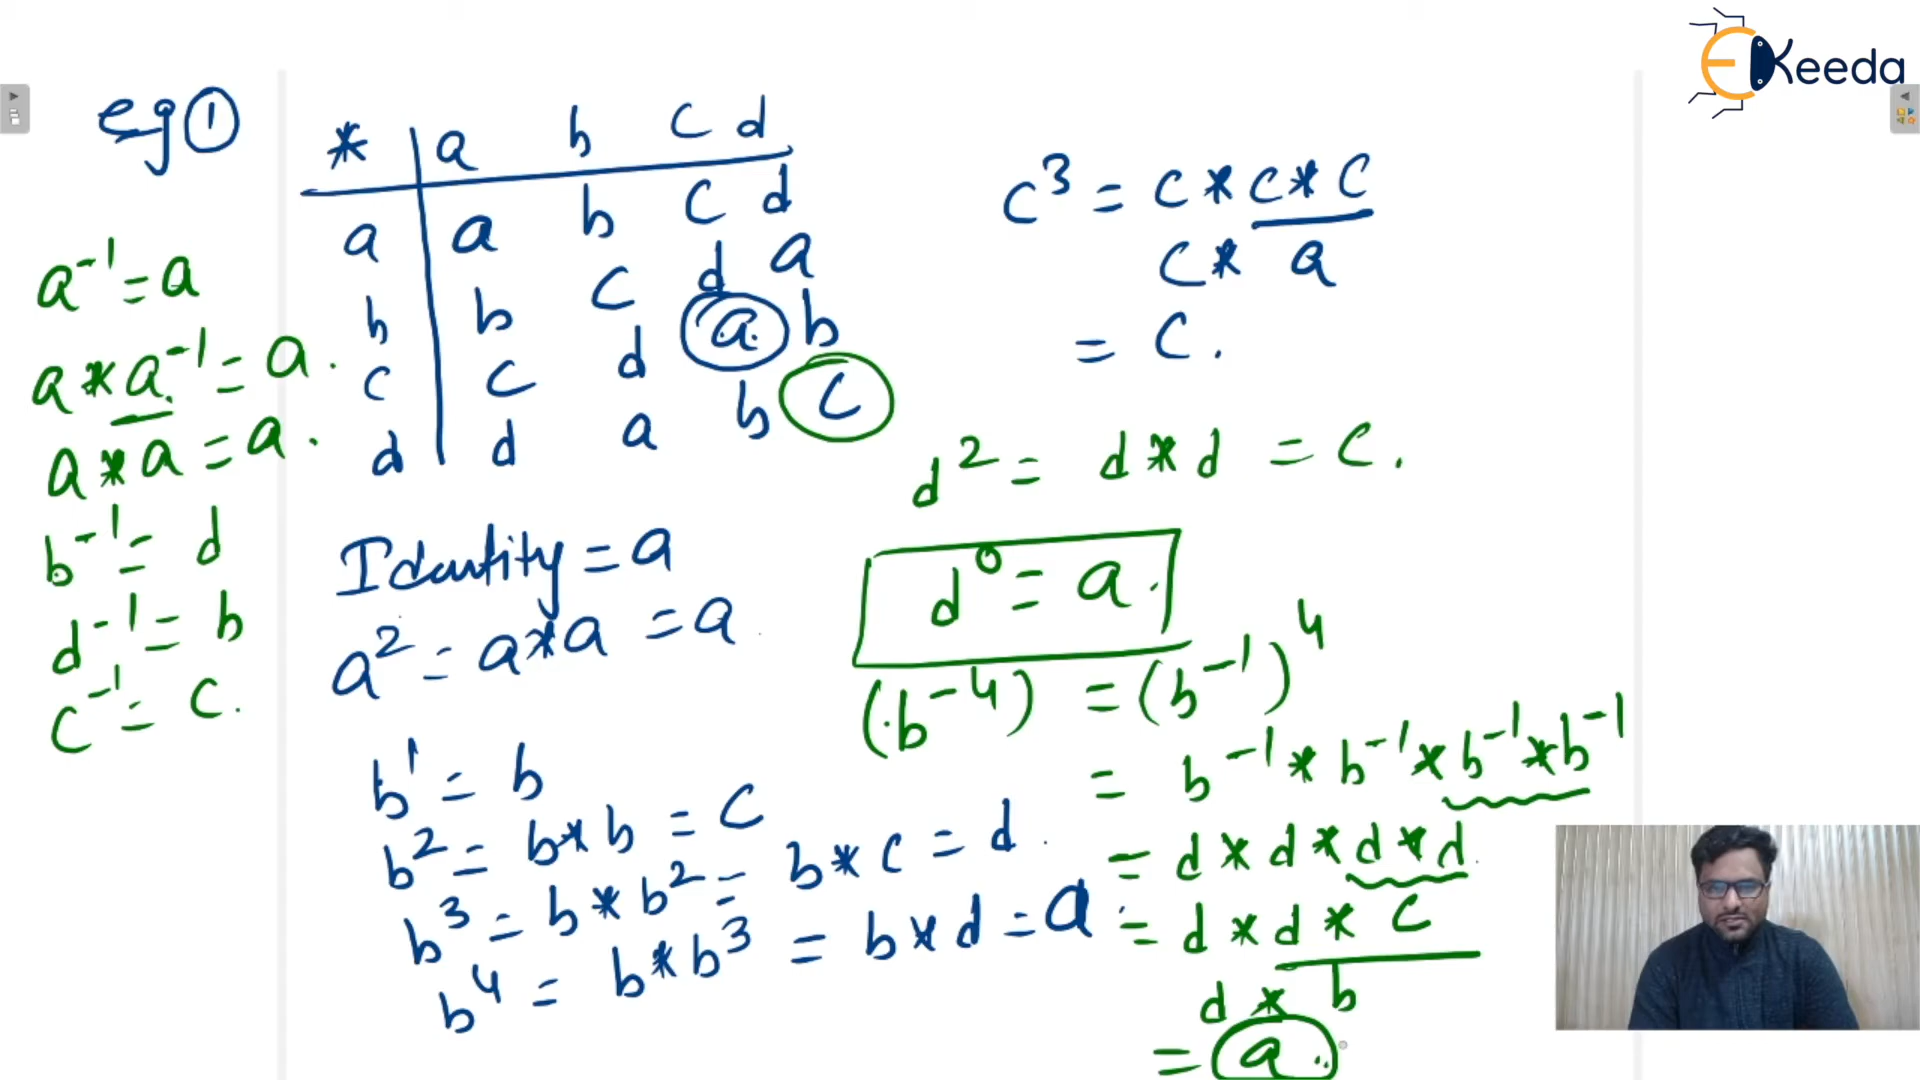 EKeeda
eg ①
* a b c d
a a b c d
b b c d a
c c d a b
d d a b c
a⁻¹ = a
a * a⁻¹ = a.
a * a = a.
b⁻¹ = d
d⁻¹ = b
c⁻¹ = c.
Identity = a
a² = a * a = a
b¹ = b
b² = b * b = c
b³ = b * b² = b * c = d.
b⁴ = b * b³ = b * d = a.
c³ = c * c * c
c * a
= c.
d² = d * d = c.
d⁰ = a.
(b⁻⁴) = (b⁻¹)⁴
= b⁻¹ * b⁻¹ * b⁻¹ * b⁻¹
= d * d * d * d.
= d * d * c
d * b
= a.